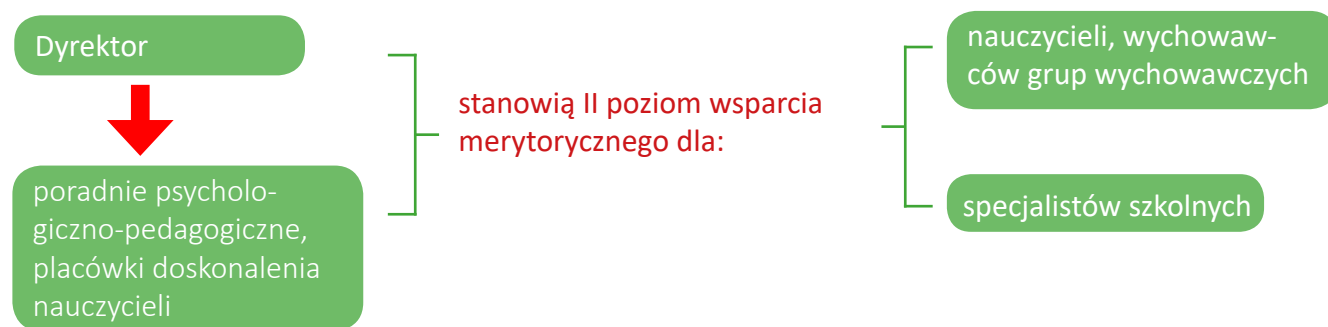 Dyrektor
poradnie psycholo-
giczno-pedagogiczne,
placówki doskonalenia
nauczycieli
stanowią II poziom wsparcia
merytorycznego dla:
nauczycieli, wychowaw-
ców grup wychowawczych
specjalistów szkolnych